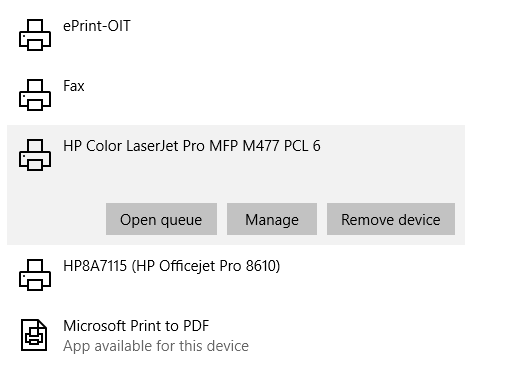 ePrint-OIT
Fax
HP Color LaserJet Pro MFP M477 PCL 6
Open queue
Manage
Remove device
HP8A7115 (HP Officejet Pro 8610)
Microsoft Print to PDF
App available for this device